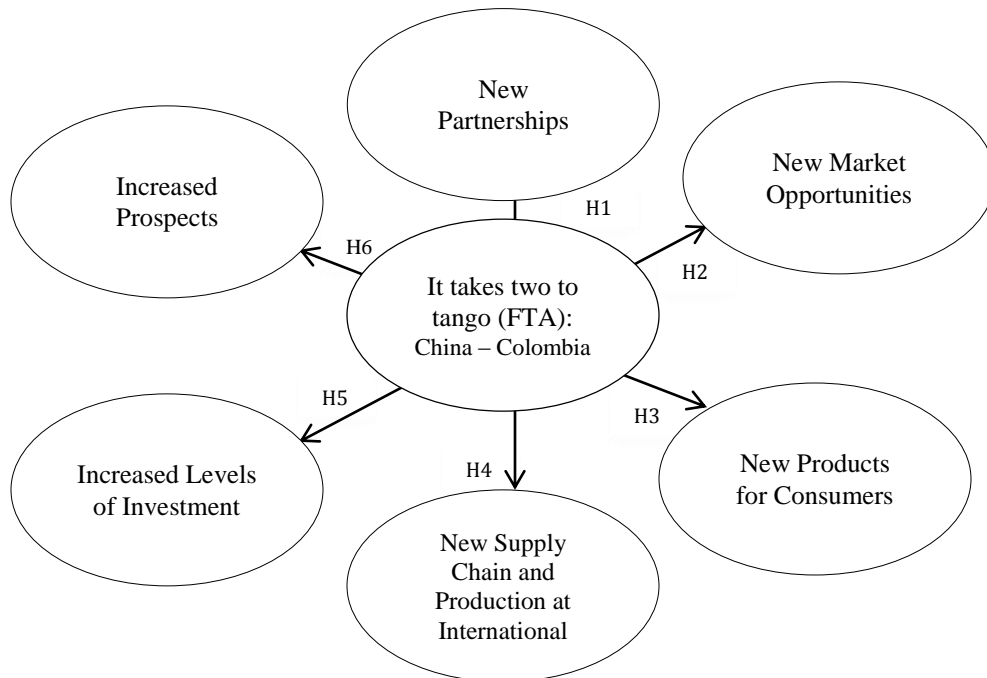 New
Partnerships
New Market
Opportunities
Increased
Prospects
H1
H6
H2
It takes two to
tango (FTA):
China – Colombia
H5
H3
H4
Increased Levels
of Investment
New Products
for Consumers
New Supply
Chain and
Production at
International